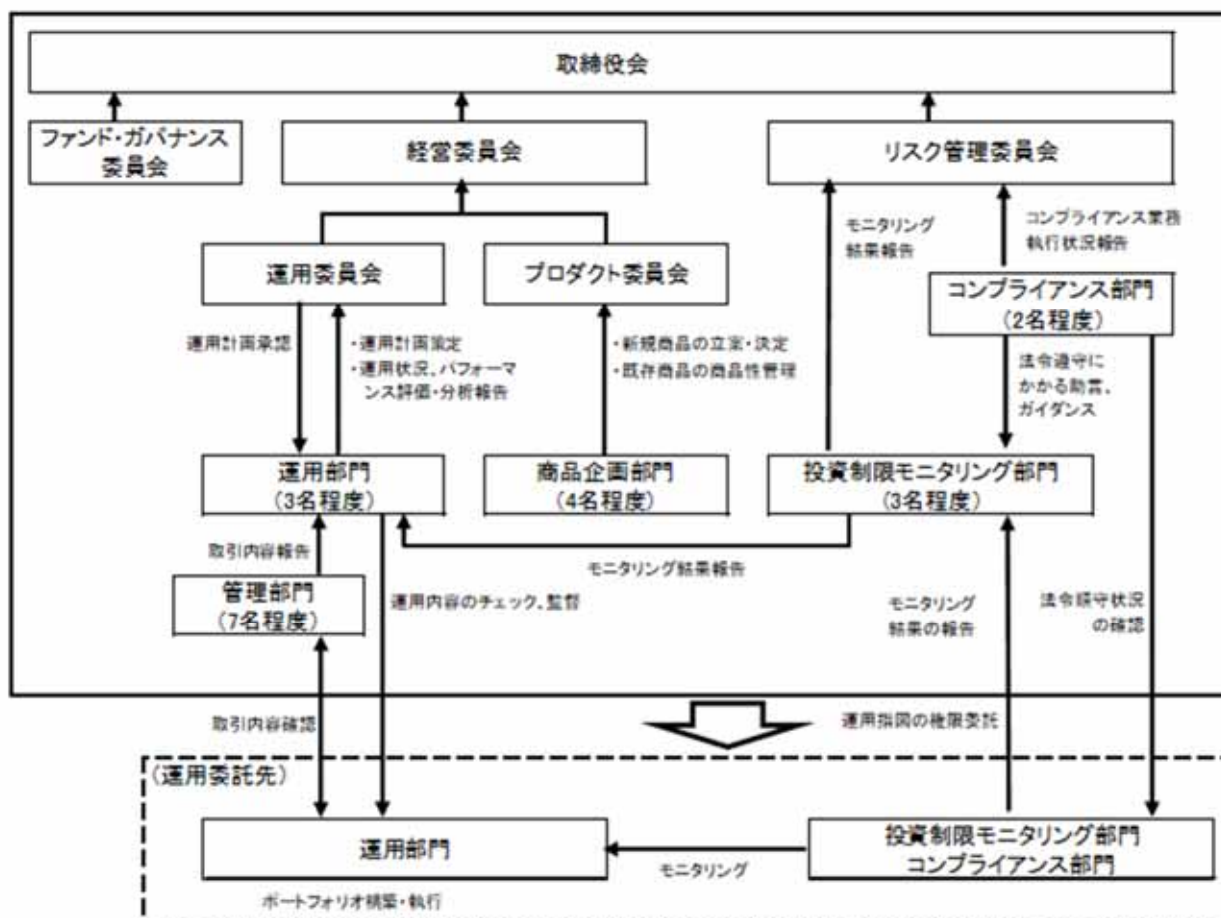 取締役会
ファンド・ガバナンス
委員会
経営委員会
リスク管理委員会
モニタリング
結果報告
コンプライアンス業務
執行状況報告
運用委員会
プロダクト委員会
コンプライアンス部門
(2名程度)
運用計画承認
・運用計画策定
・運用状況、パフォーマ
ンス評価・分析報告
・新規商品の立案・決定
・既存商品の商品性管理
法令遵守に
かかる助言、
ガイダンス
運用部門
(3名程度)
商品企画部門
(4名程度)
投資制限モニタリング部門
(3名程度)
取引内容報告
モニタリング結果報告
管理部門
(7名程度)
運用内容のチェック、監督
モニタリング
結果の報告
法令遵守状況
の確認
取引内容確認
運用指図の権限委託
(運用委託先)
運用部門
投資制限モニタリング部門
コンプライアンス部門
モニタリング
ポートフォリオ構築・執行